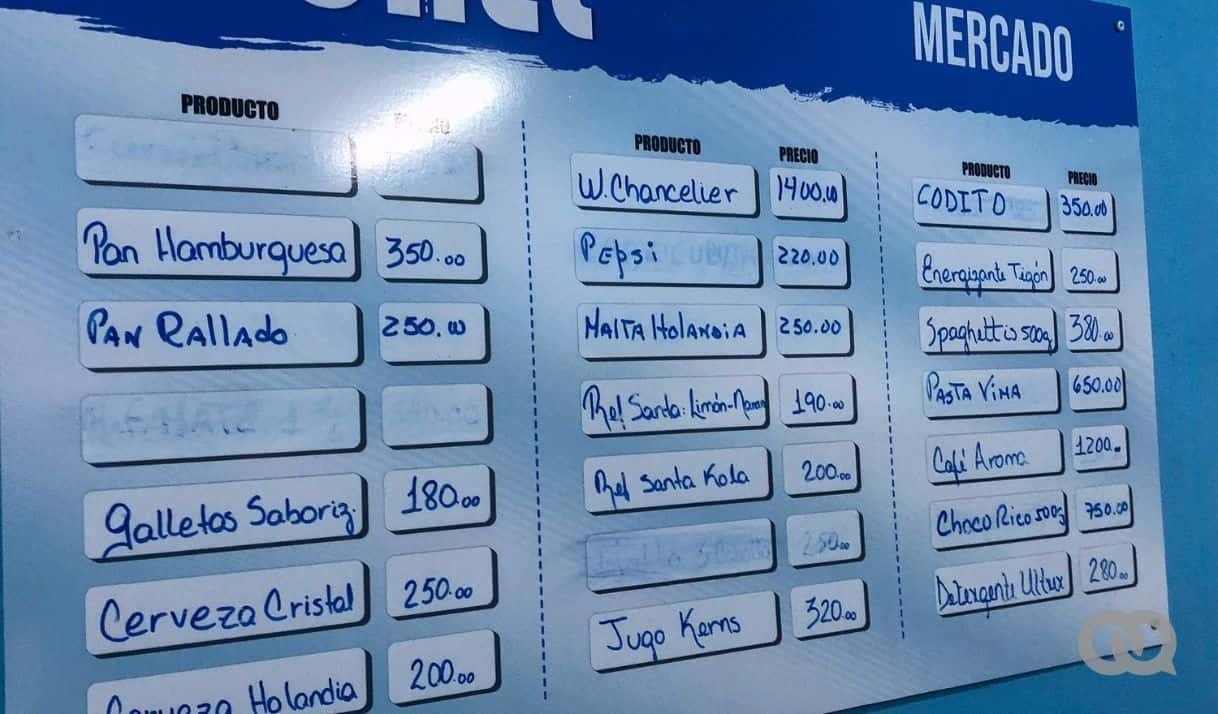 MERCADO
PRODUCTO
Pan Hamburguesa 350.00
PAN RAllAdo 250.00
galletas Saboriz. 180.00
Cerveza Cristal 250.00
Cerveza Holandia 200.00
PRODUCTO PRECIO
W. Chancelier 1400.00
PEpsi 220.00
MAltA HolANDiA 250.00
Ref Santa: Limón-Naran 190.00
Ref Santa Kola 200.00
250.00
Jugo Kerns 320.00
PRODUCTO PRECIO
CODITO 350.00
Energizante Tigón 250.00
Spaghettis 500g 380.00
PASTA ViMA 650.00
Café Aroma 1200.
Choco Rico 500g 750.00
Detergente Ultux 280.00